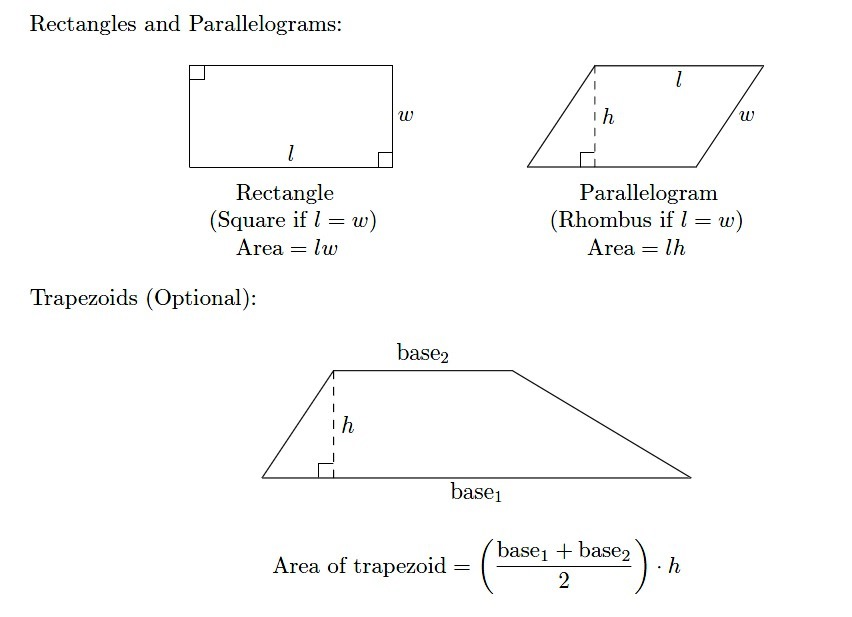 Rectangles and Parallelograms:
l
w
l
h
w
Rectangle
(Square if l = w)
Area = lw
Parallelogram
(Rhombus if l = w)
Area = lh
Trapezoids (Optional):
base₂
h
base₁
Area of trapezoid = ((base₁ + base₂)/2) · h